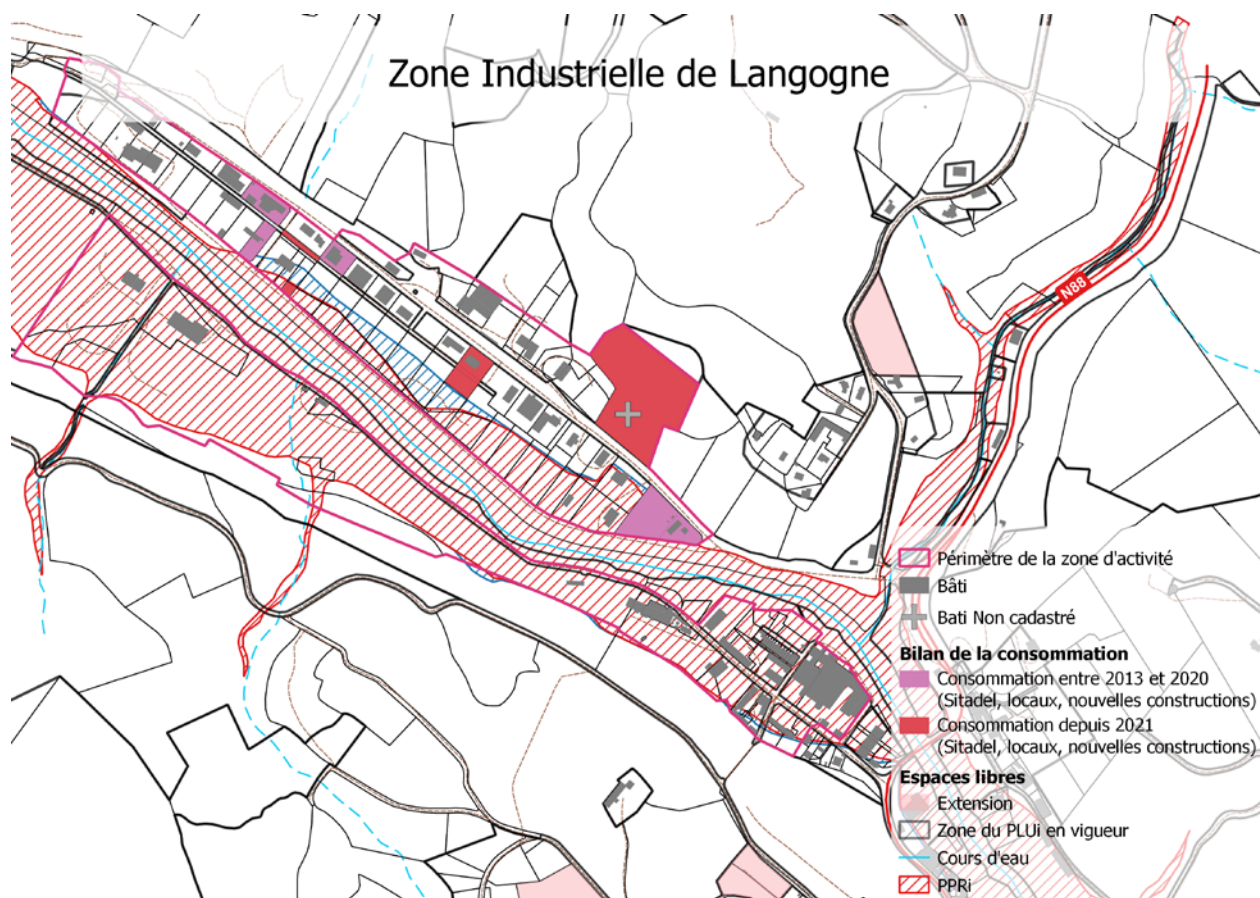 Zone Industrielle de Langogne
N88
Périmètre de la zone d'activité
Bâti
Bati Non cadastré
Bilan de la consommation
Consommation entre 2013 et 2020
(Sitadel, locaux, nouvelles constructions)
Consommation depuis 2021
(Sitadel, locaux, nouvelles constructions)
Espaces libres
Extension
Zone du PLUi en vigueur
Cours d'eau
PPRi